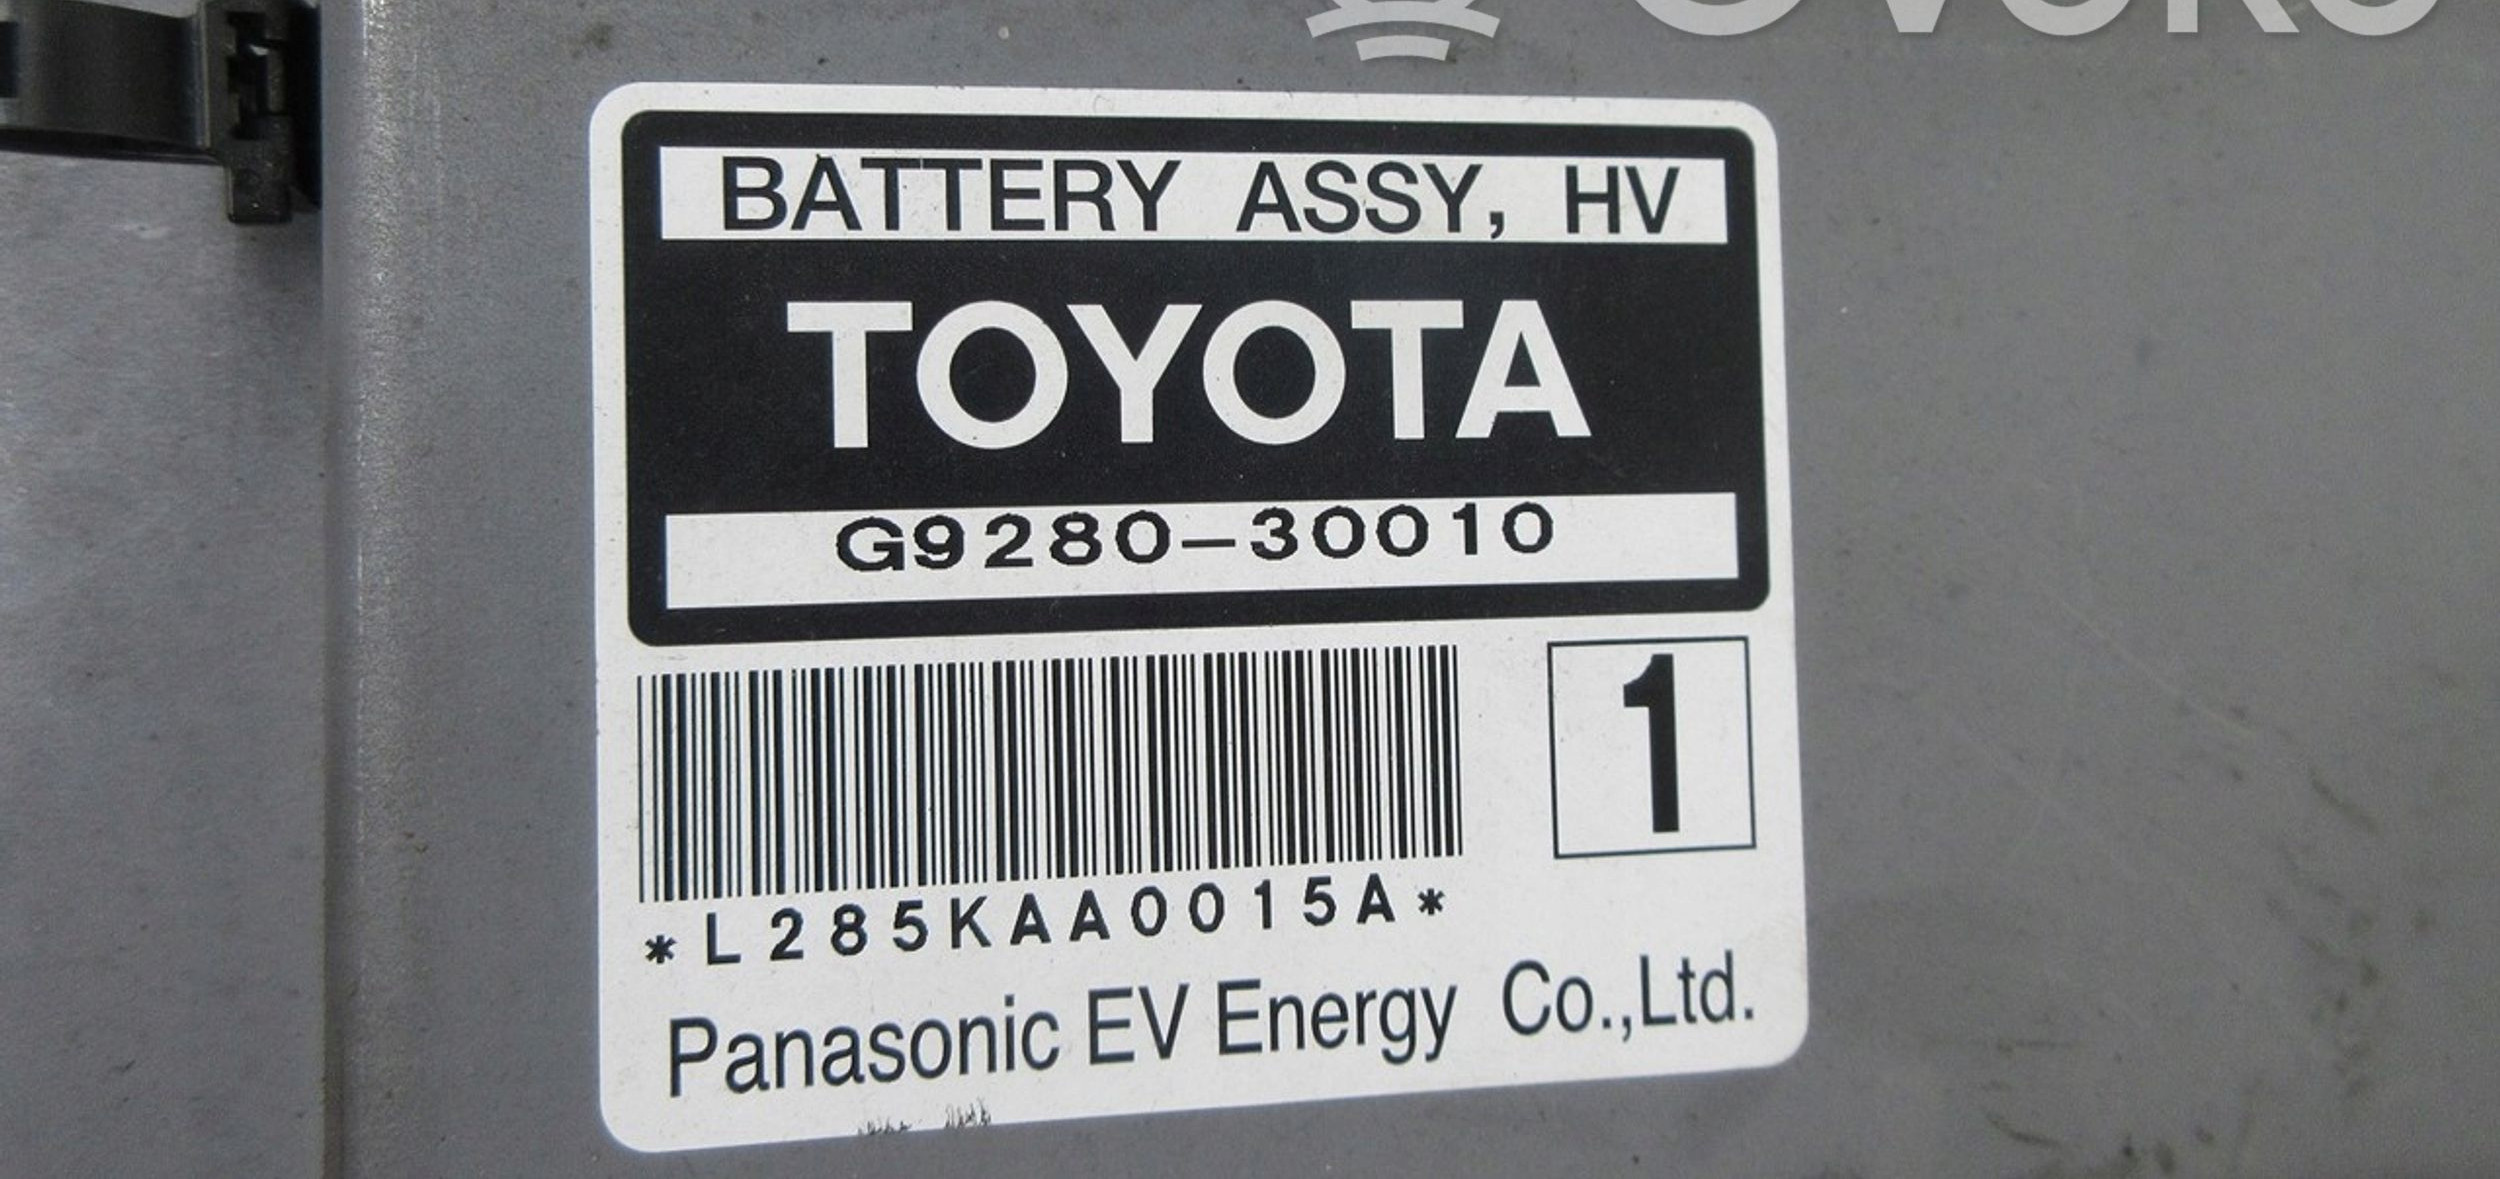 BATTERY ASSY, HV
TOYOTA
G9280-30010
1
*L285KAA0015A*
Panasonic EV Energy Co.,Ltd.